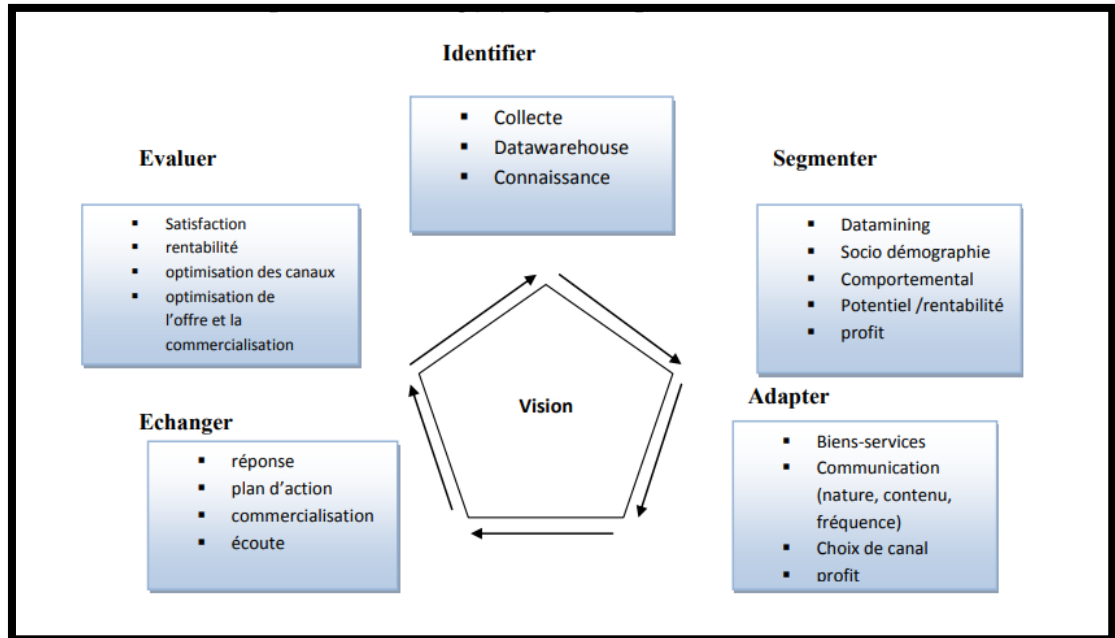 Identifier
Collecte
Datawarehouse
Connaissance
Evaluer
Satisfaction
rentabilité
optimisation des canaux
optimisation de
l'offre et la
commercialisation
Segmenter
Datamining
Socio démographie
Comportemental
Potentiel /rentabilité
profit
Vision
Echanger
réponse
plan d'action
commercialisation
écoute
Adapter
Biens-services
Communication
(nature, contenu,
fréquence)
Choix de canal
profit